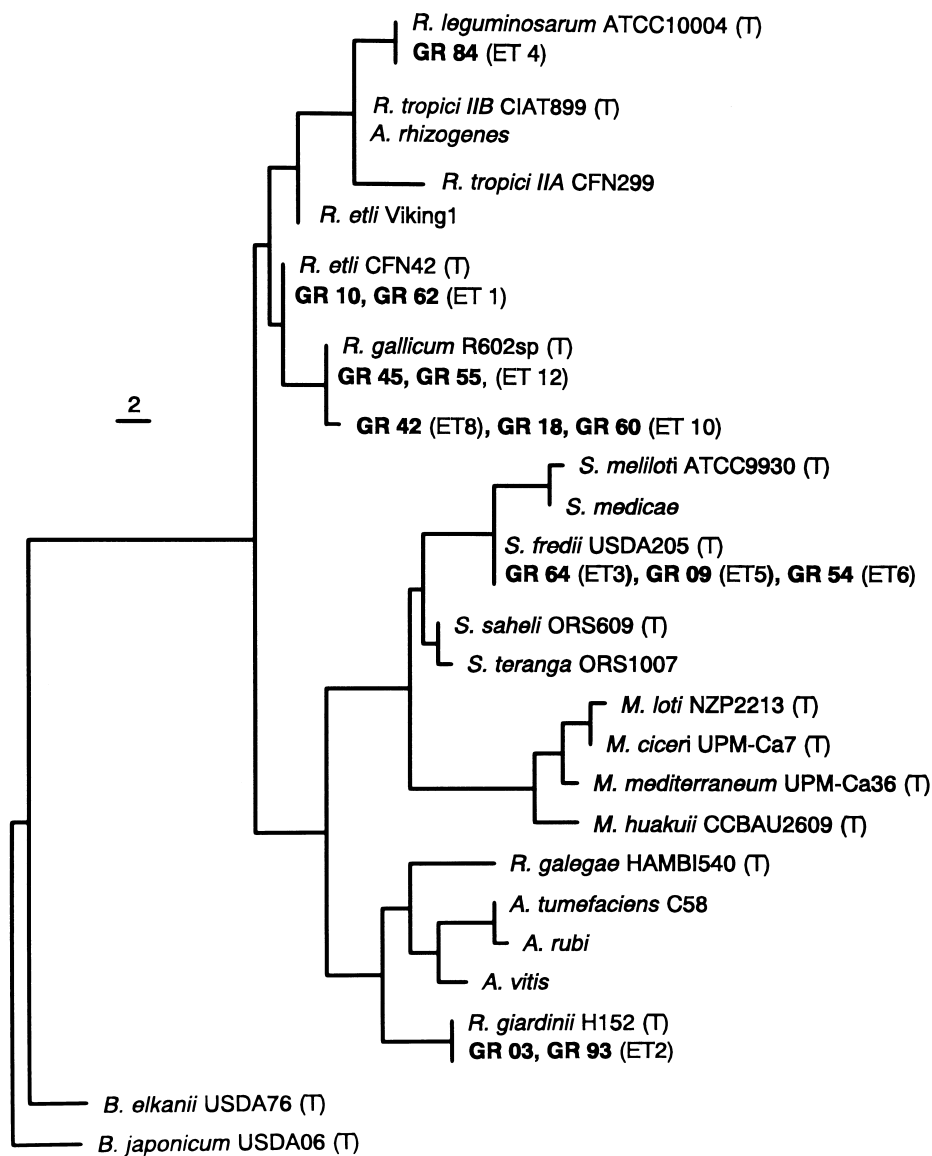 R. leguminosarum ATCC10004 (T)
GR 84 (ET 4)
R. tropici IIB CIAT899 (T)
A. rhizogenes
R. tropici IIA CFN299
R. etli Viking1
R. etli CFN42 (T)
GR 10, GR 62 (ET 1)
R. gallicum R602sp (T)
GR 45, GR 55, (ET 12)
2
GR 42 (ET8), GR 18, GR 60 (ET 10)
S. meliloti ATCC9930 (T)
S. medicae
S. fredii USDA205 (T)
GR 64 (ET3), GR 09 (ET5), GR 54 (ET6)
S. saheli ORS609 (T)
S. teranga ORS1007
M. loti NZP2213 (T)
M. ciceri UPM-Ca7 (T)
M. mediterraneum UPM-Ca36 (T)
M. huakuii CCBAU2609 (T)
R. galegae HAMBI540 (T)
A. tumefaciens C58
A. rubi
A. vitis
R. giardinii H152 (T)
GR 03, GR 93 (ET2)
B. elkanii USDA76 (T)
B. japonicum USDA06 (T)